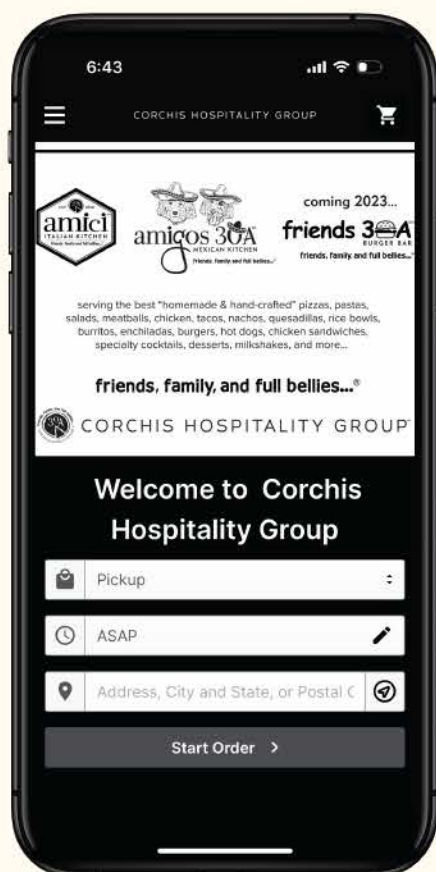 6:43
CORCHIS HOSPITALITY GROUP
coming 2023...
amici
ITALIAN KITCHEN
amigos 30A
MEXICAN KITCHEN
friends, family and full bellies...
friends 30A
BURGER BAR
friends, family, and full bellies...
serving the best "homemade & hand-crafted" pizzas, pastas,
salads, meatballs, chicken, tacos, nachos, quesadillas, rice bowls,
burritos, enchiladas, burgers, hot dogs, chicken sandwiches,
specialty cocktails, desserts, milkshakes, and more...
friends, family, and full bellies...®
30A
CORCHIS HOSPITALITY GROUP
Welcome to Corchis
Hospitality Group
Pickup
ASAP
Address, City and State, or Postal C
Start Order >